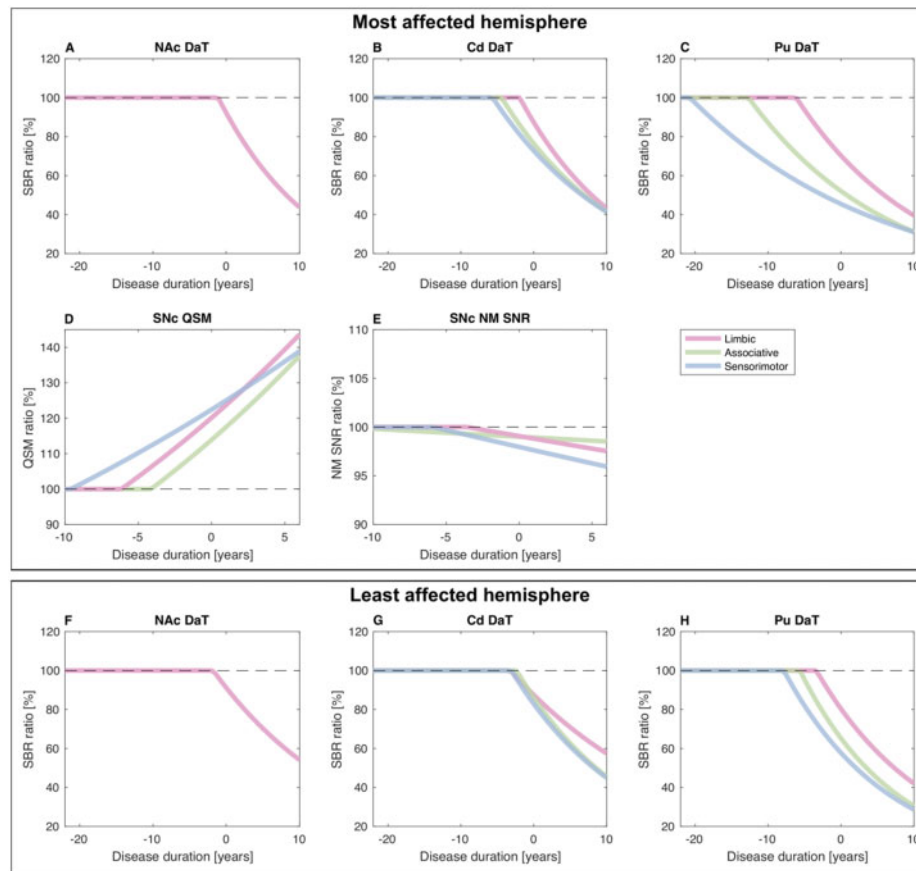 Most affected hemisphere
A NAc DaT
120
100
80
60
40
20
SBR ratio [%]
-20 -10 0 10
Disease duration [years]
B Cd DaT
120
100
80
60
40
20
SBR ratio [%]
-20 -10 0 10
Disease duration [years]
C Pu DaT
120
100
80
60
40
20
SBR ratio [%]
-20 -10 0 10
Disease duration [years]
D SNc QSM
140
130
120
110
100
90
QSM ratio [%]
-10 -5 0 5
Disease duration [years]
E SNc NM SNR
110
105
100
95
90
NM SNR ratio [%]
-10 -5 0 5
Disease duration [years]
Limbic
Associative
Sensorimotor
Least affected hemisphere
F NAc DaT
120
100
80
60
40
20
SBR ratio [%]
-20 -10 0 10
Disease duration [years]
G Cd DaT
120
100
80
60
40
20
SBR ratio [%]
-20 -10 0 10
Disease duration [years]
H Pu DaT
120
100
80
60
40
20
SBR ratio [%]
-20 -10 0 10
Disease duration [years]